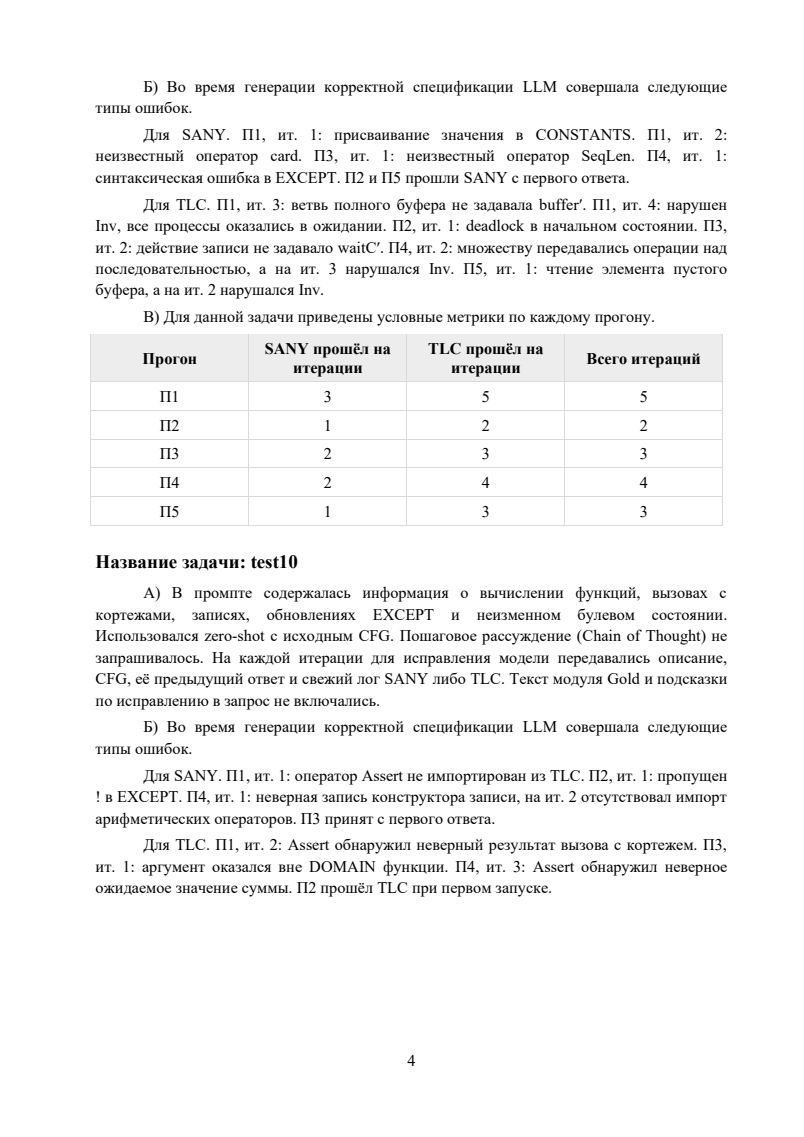 Б) Во время генерации корректной спецификации LLM совершала следующие
типы ошибок.
Для SANY. П1, ит. 1: присваивание значения в CONSTANTS. П1, ит. 2:
неизвестный оператор card. П3, ит. 1: неизвестный оператор SeqLen. П4, ит. 1:
синтаксическая ошибка в EXCEPT. П2 и П5 прошли SANY с первого ответа.
Для TLC. П1, ит. 3: ветвь полного буфера не задавала buffer′. П1, ит. 4: нарушен
Inv, все процессы оказались в ожидании. П2, ит. 1: deadlock в начальном состоянии. П3,
ит. 2: действие записи не задавало waitC′. П4, ит. 2: множеству передавались операции над
последовательностью, а на ит. 3 нарушался Inv. П5, ит. 1: чтение элемента пустого
буфера, а на ит. 2 нарушался Inv.
В) Для данной задачи приведены условные метрики по каждому прогону.
Прогон SANY прошёл на итерации TLC прошёл на итерации Всего итераций
П1 3 5 5
П2 1 2 2
П3 2 3 3
П4 2 4 4
П5 1 3 3
Название задачи: test10
А) В промпте содержалась информация о вычислении функций, вызовах с
кортежами, записях, обновлениях EXCEPT и неизменном булевом состоянии.
Использовался zero-shot с исходным CFG. Пошаговое рассуждение (Chain of Thought) не
запрашивалось. На каждой итерации для исправления модели передавались описание,
CFG, её предыдущий ответ и свежий лог SANY либо TLC. Текст модуля Gold и подсказки
по исправлению в запрос не включались.
Б) Во время генерации корректной спецификации LLM совершала следующие
типы ошибок.
Для SANY. П1, ит. 1: оператор Assert не импортирован из TLC. П2, ит. 1: пропущен
! в EXCEPT. П4, ит. 1: неверная запись конструктора записи, на ит. 2 отсутствовал импорт
арифметических операторов. П3 принят с первого ответа.
Для TLC. П1, ит. 2: Assert обнаружил неверный результат вызова с кортежем. П3,
ит. 1: аргумент оказался вне DOMAIN функции. П4, ит. 3: Assert обнаружил неверное
ожидаемое значение суммы. П2 прошёл TLC при первом запуске.
4